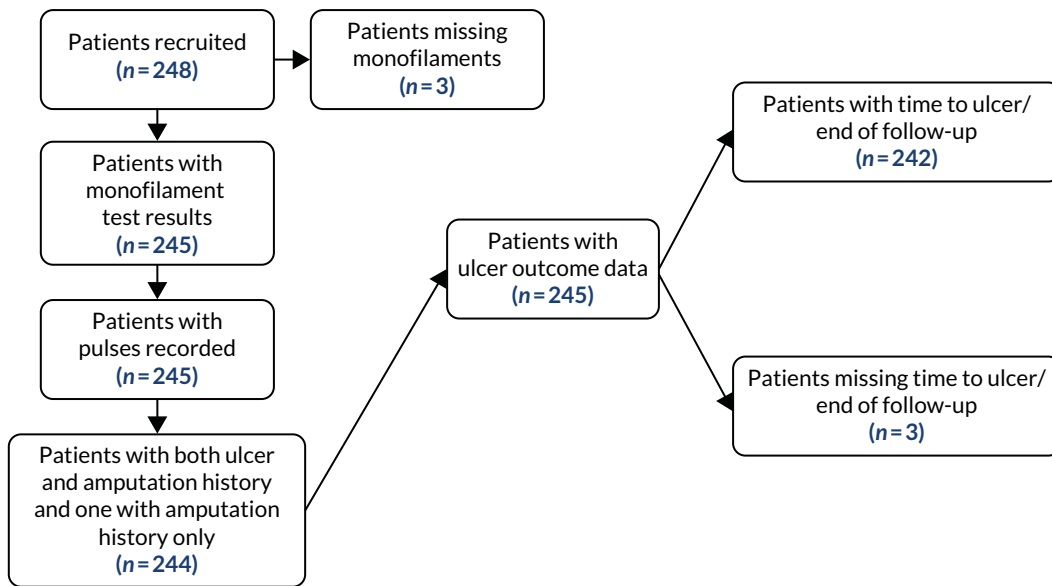 Patients recruited
(n=248)
Patients missing
monofilaments
(n=3)
Patients with
monofilament
test results
(n=245)
Patients with
pulses recorded
(n=245)
Patients with both ulcer
and amputation history
and one with amputation
history only
(n=244)
Patients with
ulcer outcome data
(n=245)
Patients with time to ulcer/
end of follow-up
(n=242)
Patients missing time to ulcer/
end of follow-up
(n=3)